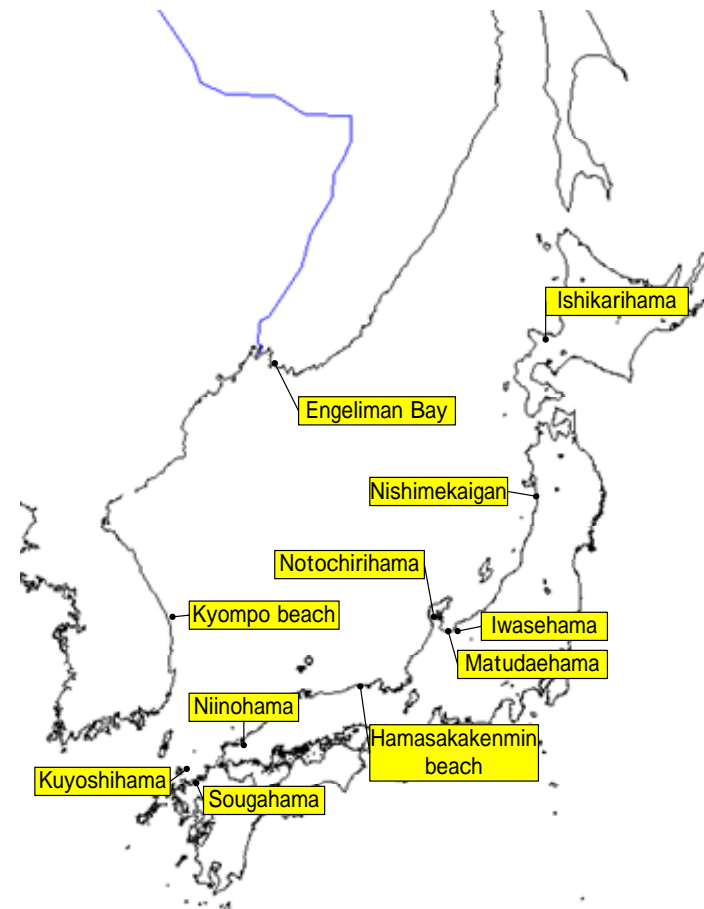 Ishikarihama
Engeliman Bay
Nishimekaigan
Notochirihama
Kyompo beach
Iwasehama
Matudaehama
Niinohama
Hamasakakenmin
beach
Kuyoshihama
Sougahama